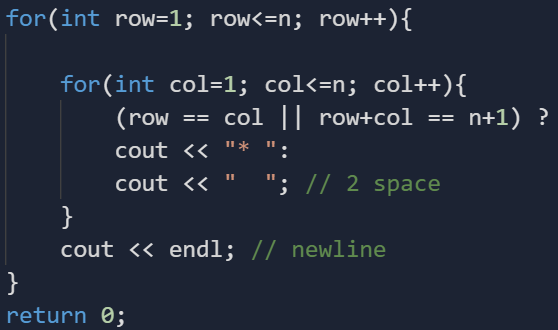 for(int row=1; row<=n; row++){
for(int col=1; col<=n; col++){
(row == col || row+col == n+1) ?
cout << "* ":
cout << "  "; // 2 space
}
cout << endl; // newline
}
return 0;